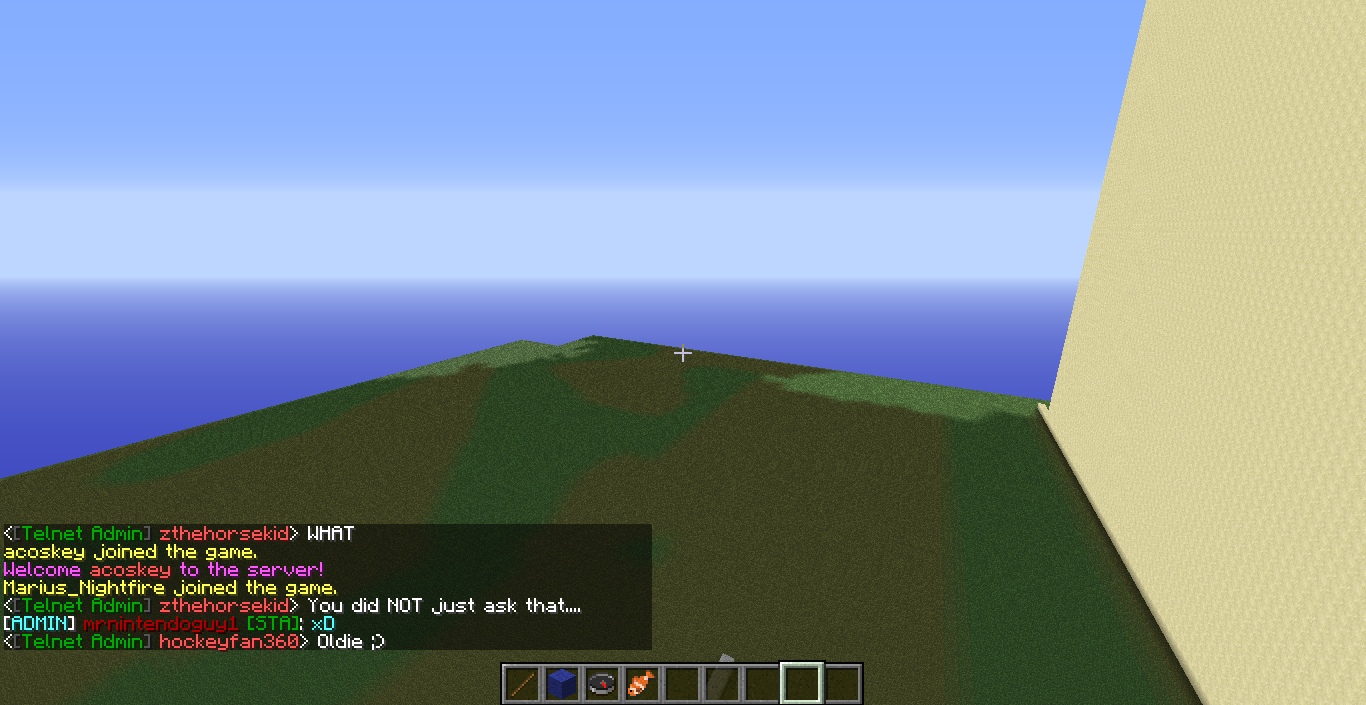 <[Telnet Admin] zthehorsekid> WHAT
acoskey joined the game.
Welcome acoskey to the server!
Marius_Nightfire joined the game.
<[Telnet Admin] zthehorsekid> You did NOT just ask that....
[ADMIN] mrnintendoguy1 [STA]: xD
<[Telnet Admin] hockeyfan360> Oldie ;)